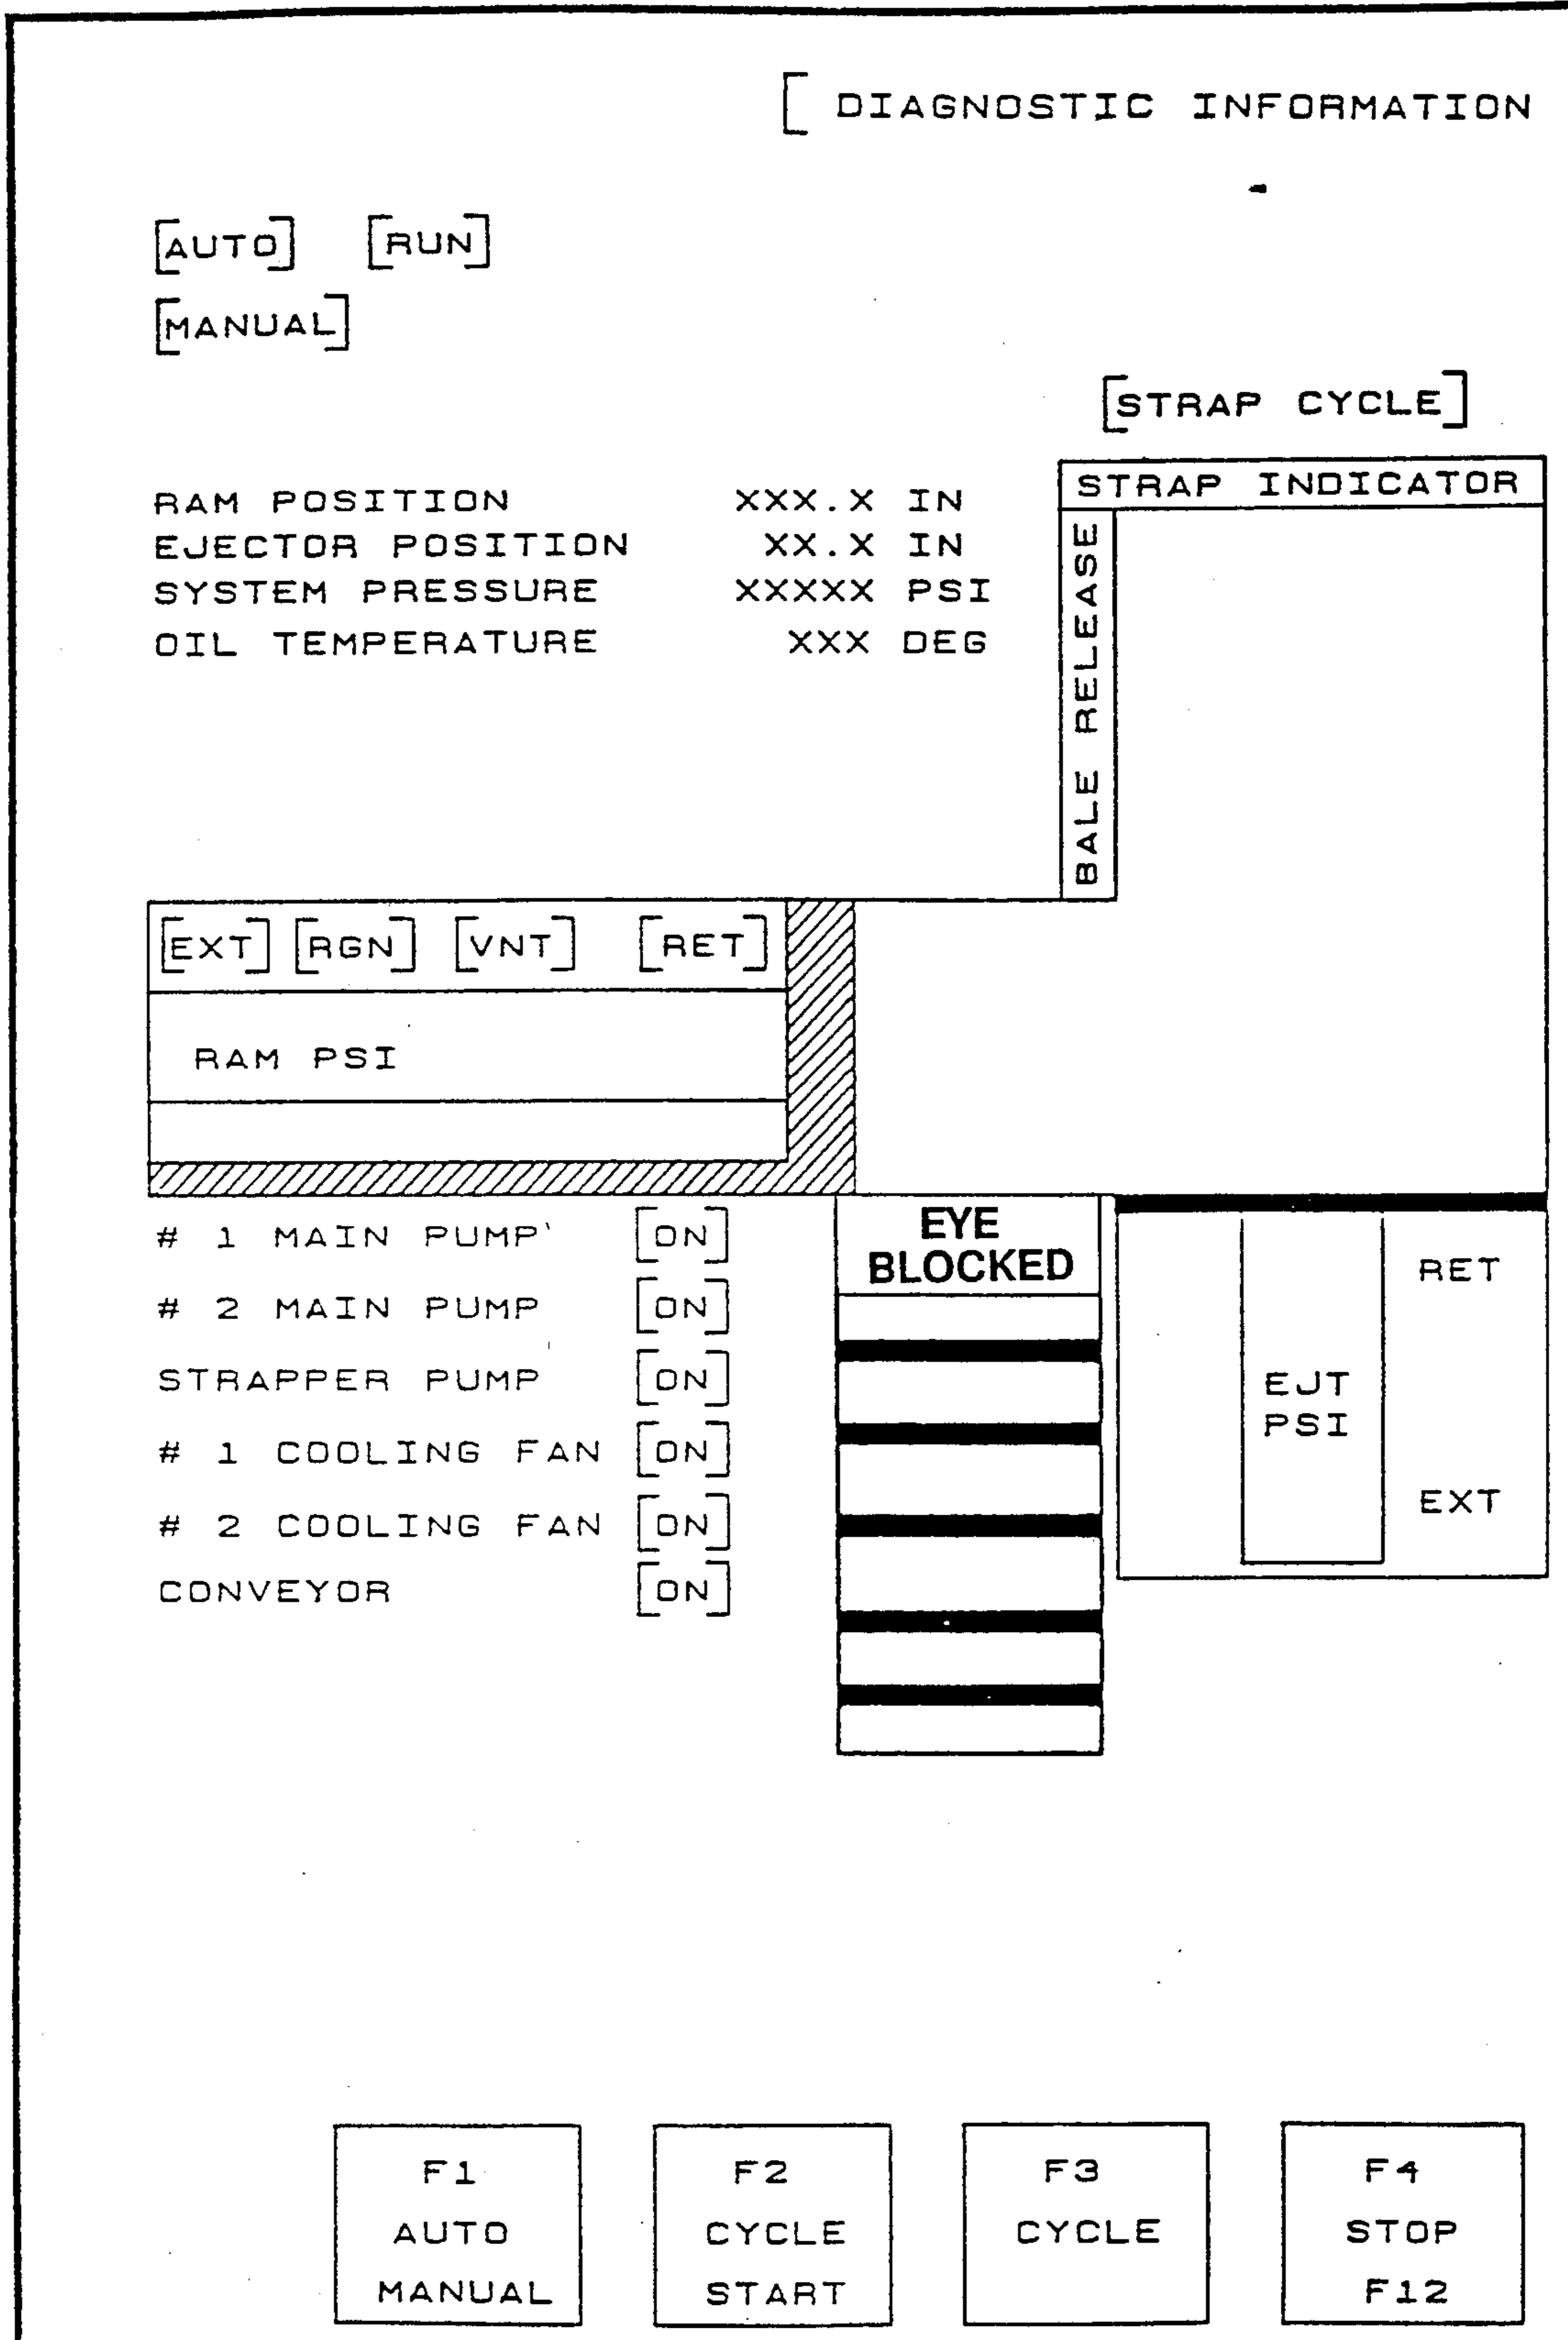 [ DIAGNOSTIC INFORMATION
[AUTO] [RUN]
[MANUAL]
[STRAP CYCLE]
STRAP INDICATOR
RAM POSITION XXX.X IN
EJECTOR POSITION XX.X IN
SYSTEM PRESSURE XXXXX PSI
OIL TEMPERATURE XXX DEG
BALE RELEASE
[EXT] [RGN] [VNT] [RET]
RAM PSI
# 1 MAIN PUMP [ON]
# 2 MAIN PUMP [ON]
STRAPPER PUMP [ON]
# 1 COOLING FAN [ON]
# 2 COOLING FAN [ON]
CONVEYOR [ON]
EYE
BLOCKED
RET
EJT
PSI
EXT
F1
AUTO
MANUAL
F2
CYCLE
START
F3
CYCLE
F4
STOP
F12